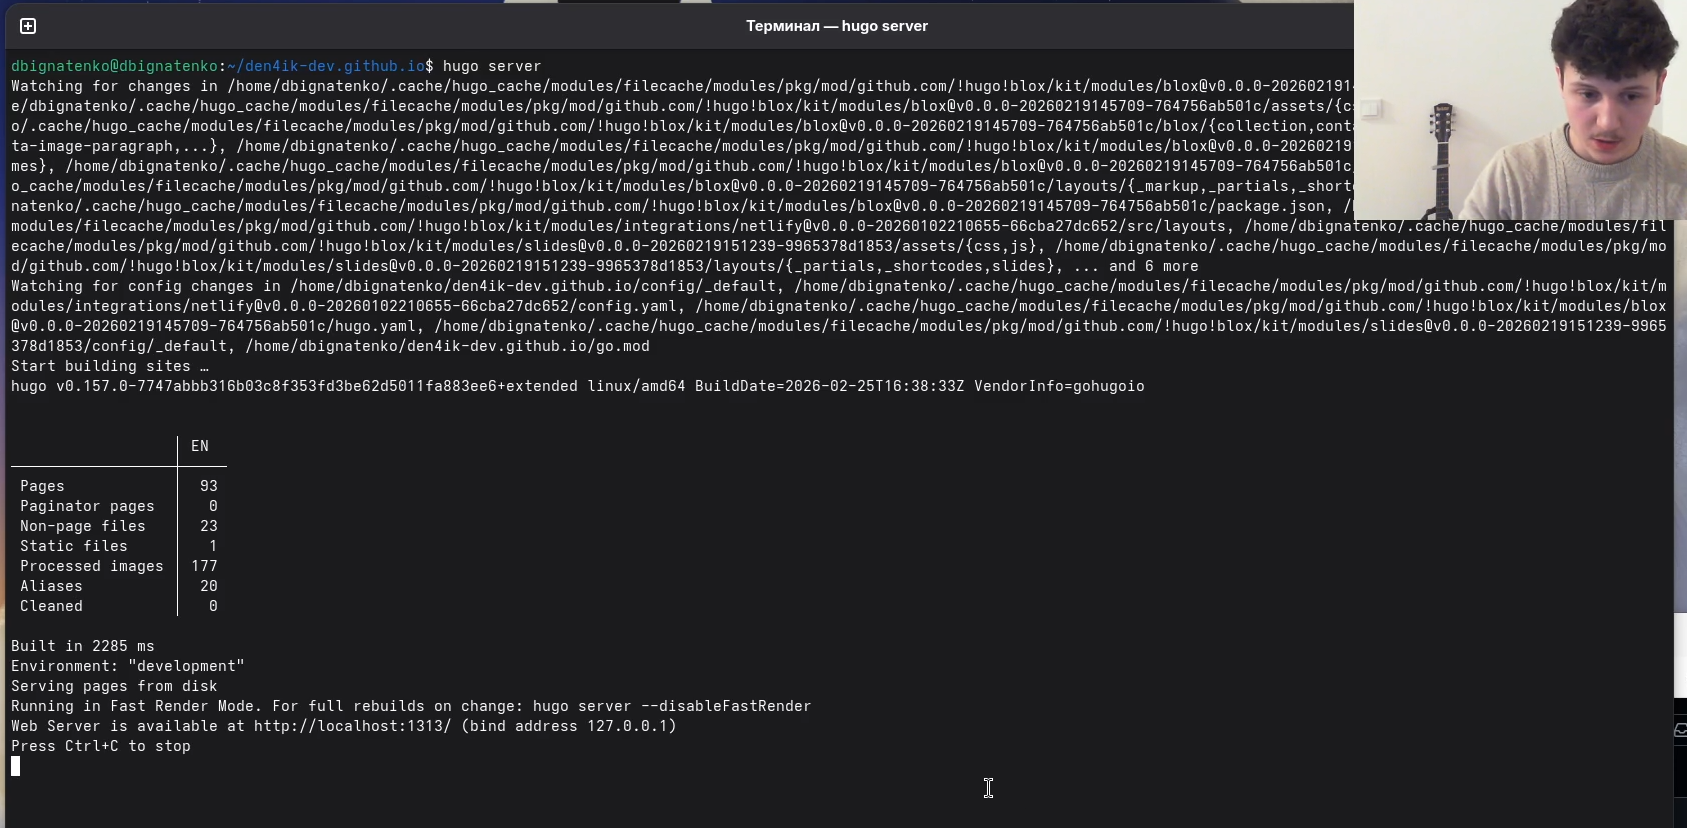 Терминал — hugo server
dbignatenko@dbignatenko:~/den4ik-dev.github.io$ hugo server
Watching for changes in /home/dbignatenko/.cache/hugo_cache/modules/filecache/modules/pkg/mod/github.com/!hugo!blox/kit/modules/blox@v0.0.0-202602191
e/dbignatenko/.cache/hugo_cache/modules/filecache/modules/pkg/mod/github.com/!hugo!blox/kit/modules/blox@v0.0.0-20260219145709-764756ab501c/assets/{c
o/.cache/hugo_cache/modules/filecache/modules/pkg/mod/github.com/!hugo!blox/kit/modules/blox@v0.0.0-20260219145709-764756ab501c/blox/{collection,cont
ta-image-paragraph,...}, /home/dbignatenko/.cache/hugo_cache/modules/filecache/modules/pkg/mod/github.com/!hugo!blox/kit/modules/blox@v0.0.0-20260219
mes}, /home/dbignatenko/.cache/hugo_cache/modules/filecache/modules/pkg/mod/github.com/!hugo!blox/kit/modules/blox@v0.0.0-20260219145709-764756ab501c
o_cache/modules/filecache/modules/pkg/mod/github.com/!hugo!blox/kit/modules/blox@v0.0.0-20260219145709-764756ab501c/layouts/{_markup,_partials,_short
natenko/.cache/hugo_cache/modules/filecache/modules/pkg/mod/github.com/!hugo!blox/kit/modules/blox@v0.0.0-20260219145709-764756ab501c/package.json, /
modules/filecache/modules/pkg/mod/github.com/!hugo!blox/kit/modules/integrations/netlify@v0.0.0-20260102210655-66cba27dc652/src/layouts, /home/dbignatenko/.cache/hugo_cache/modules/fil
ecache/modules/pkg/mod/github.com/!hugo!blox/kit/modules/slides@v0.0.0-20260219151239-9965378d1853/assets/{css,js}, /home/dbignatenko/.cache/hugo_cache/modules/filecache/modules/pkg/mo
d/github.com/!hugo!blox/kit/modules/slides@v0.0.0-20260219151239-9965378d1853/layouts/{_partials,_shortcodes,slides}, ... and 6 more
Watching for config changes in /home/dbignatenko/den4ik-dev.github.io/config/_default, /home/dbignatenko/.cache/hugo_cache/modules/filecache/modules/pkg/mod/github.com/!hugo!blox/kit/m
odules/integrations/netlify@v0.0.0-20260102210655-66cba27dc652/config.yaml, /home/dbignatenko/.cache/hugo_cache/modules/filecache/modules/pkg/mod/github.com/!hugo!blox/kit/modules/blox
@v0.0.0-20260219145709-764756ab501c/hugo.yaml, /home/dbignatenko/.cache/hugo_cache/modules/filecache/modules/pkg/mod/github.com/!hugo!blox/kit/modules/slides@v0.0.0-20260219151239-9965
378d1853/config/_default, /home/dbignatenko/den4ik-dev.github.io/go.mod
Start building sites …
hugo v0.157.0-7747abbb316b03c8f353fd3be62d5011fa883ee6+extended linux/amd64 BuildDate=2026-02-25T16:38:33Z VendorInfo=gohugoio
EN
Pages 93
Paginator pages 0
Non-page files 23
Static files 1
Processed images 177
Aliases 20
Cleaned 0
Built in 2285 ms
Environment: "development"
Serving pages from disk
Running in Fast Render Mode. For full rebuilds on change: hugo server --disableFastRender
Web Server is available at http://localhost:1313/ (bind address 127.0.0.1)
Press Ctrl+C to stop